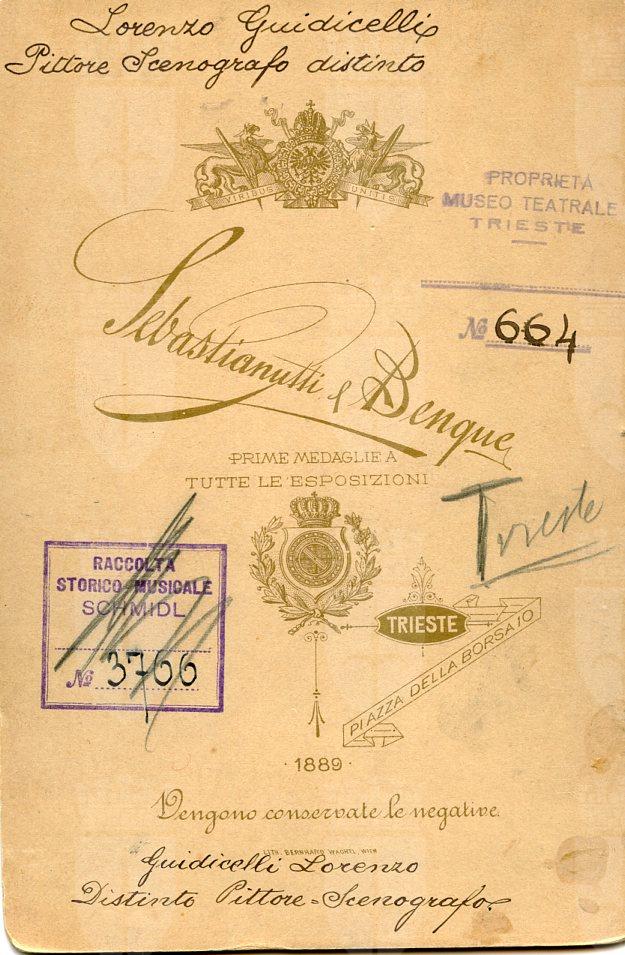 Lorenzo Guidicelli
Pittore Scenografo distinto
VIRIBUS UNITIS
PROPRIETÀ
MUSEO TEATRALE
TRIESTE
№ 664
Sebastianutti e Benque
PRIME MEDAGLIE A
TUTTE LE ESPOSIZIONI
Trieste
RACCOLTA
STORICO-MUSICALE
SCHMIDL
№ 3766
TRIESTE
PIAZZA DELLA BORSA 10
· 1889 ·
Vengono conservate le negative.
LITH. BERNHARD WACHTL, WIEN
Guidicelli Lorenzo
Distinto Pittore=Scenografo